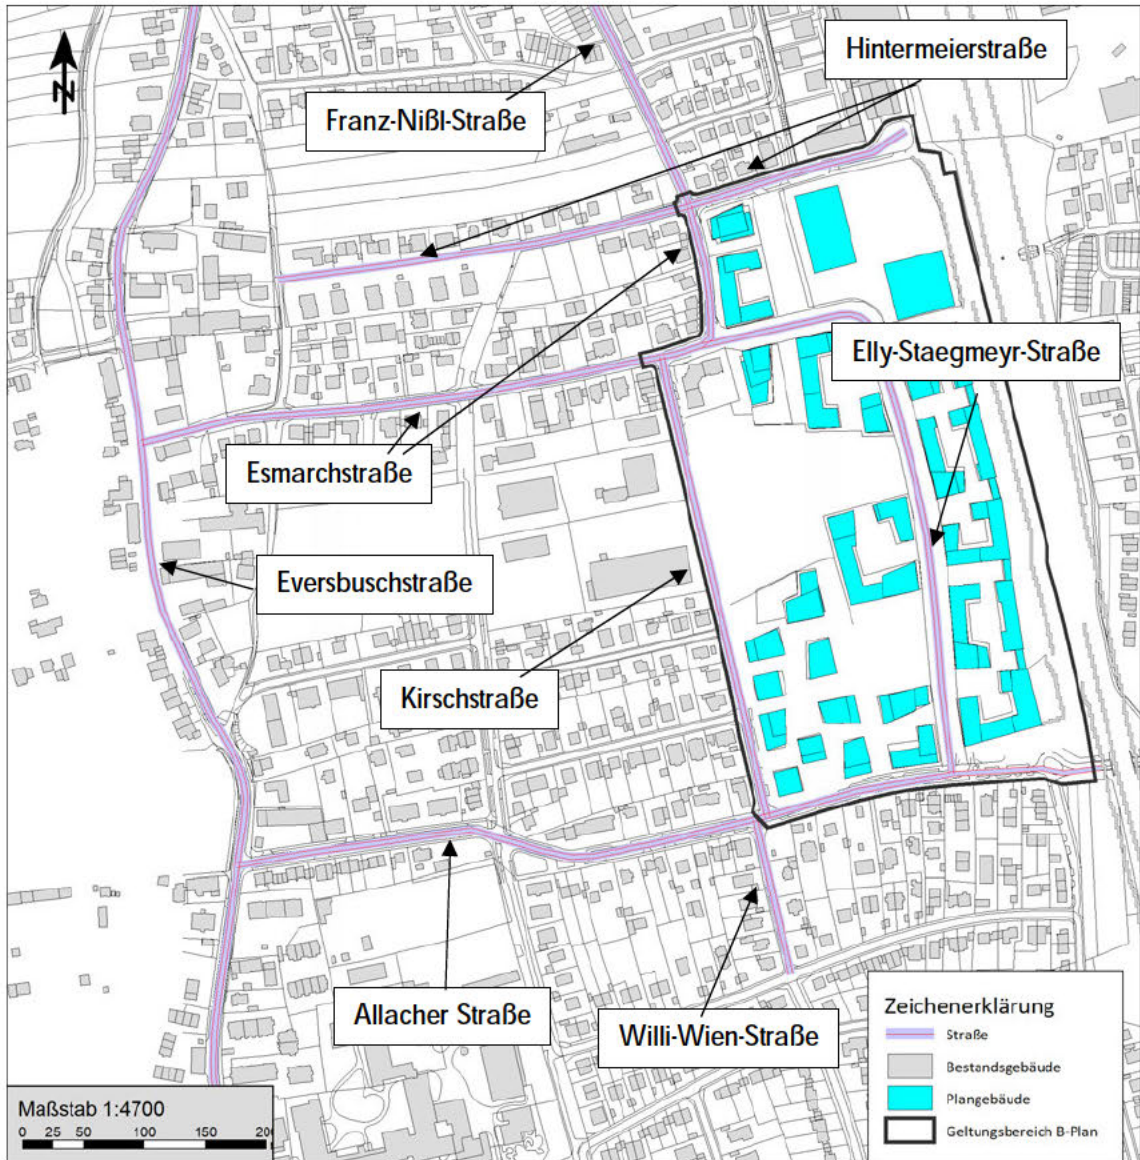 Hintermeierstraße
Franz-Nißl-Straße
N
Elly-Staegmeyr-Straße
Esmarchstraße
Eversbuschstraße
Kirschstraße
Allacher Straße
Willi-Wien-Straße
Zeichenerklärung
Straße
Bestandsgebäude
Plangebäude
Geltungsbereich B-Plan
Maßstab 1:4700
0 25 50 100 150 20